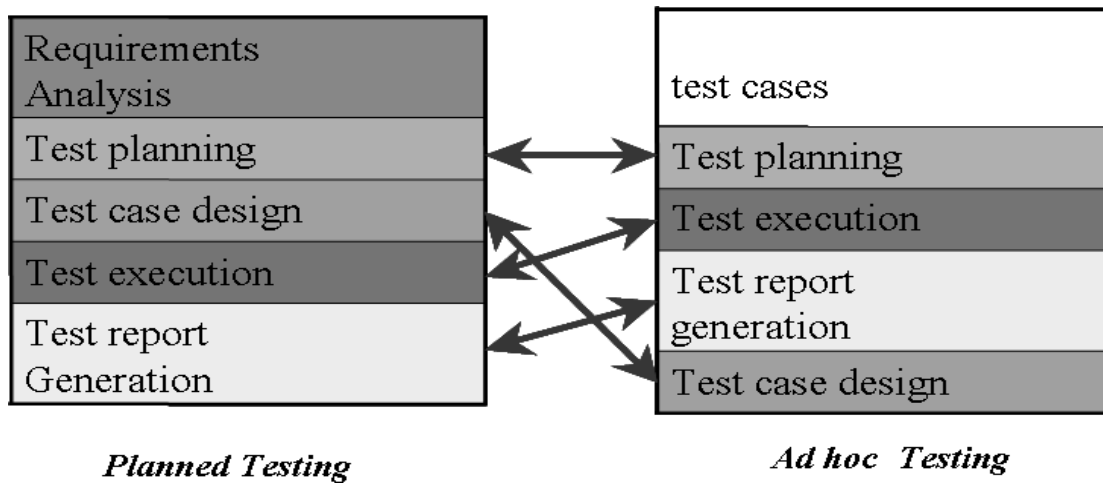 Requirements
Analysis
Test planning
Test case design
Test execution
Test report
Generation
Planned Testing
test cases
Test planning
Test execution
Test report
generation
Test case design
Ad hoc Testing